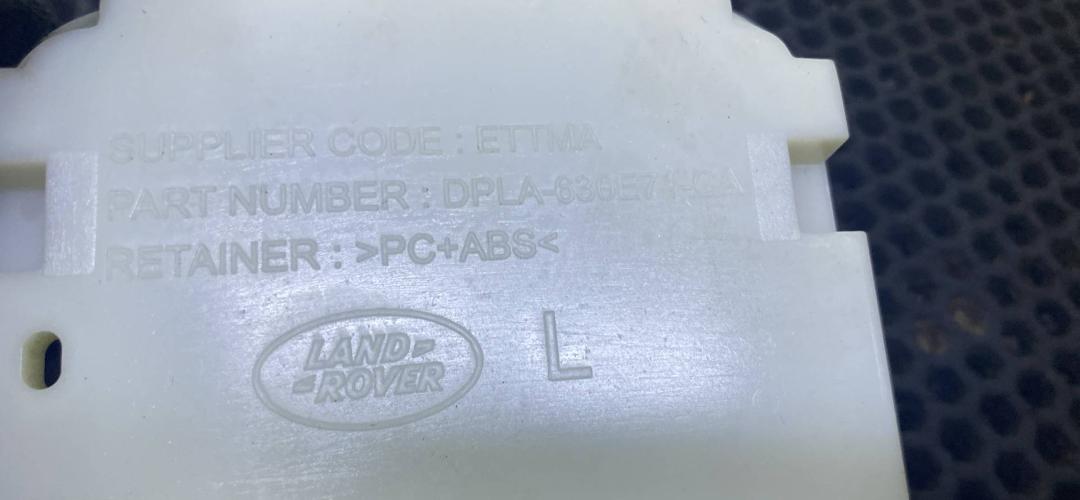 SUPPLIER CODE : ETTMA
PART NUMBER :
RETAINER : >PC+ABS<
LAND
ROVER
L